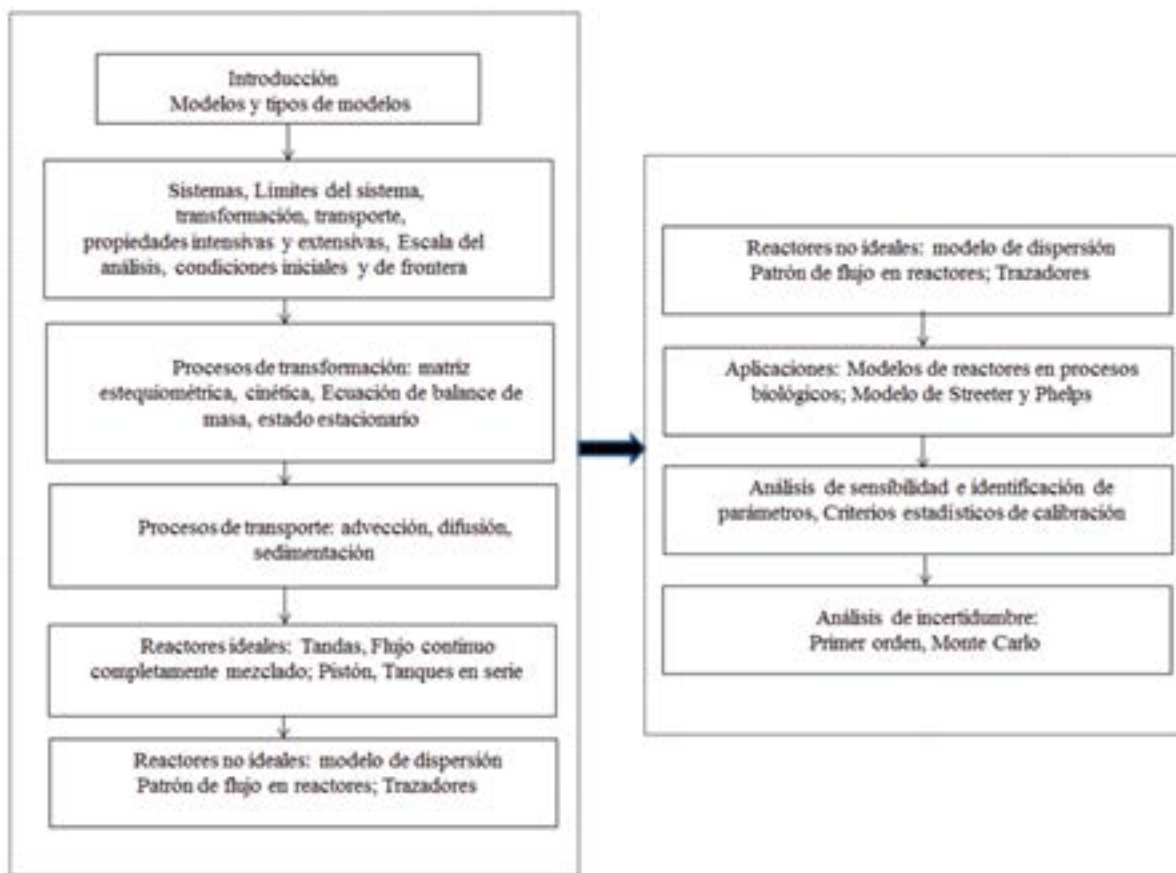 Introducción
Modelos y tipos de modelos
Sistemas, Límites del sistema,
transformación, transporte,
propiedades intensivas y extensivas, Escala del
análisis, condiciones iniciales y de frontera
Procesos de transformación: matriz
estequiométrica, cinética, Ecuación de balance de
masa, estado estacionario
Procesos de transporte: advección, difusión,
sedimentación
Reactores ideales: Tandas, Flujo continuo
completamente mezclado; Pistón, Tanques en serie
Reactores no ideales: modelo de dispersión
Patrón de flujo en reactores; Trazadores
Reactores no ideales: modelo de dispersión
Patrón de flujo en reactores; Trazadores
Aplicaciones: Modelos de reactores en procesos
biológicos; Modelo de Streeter y Phelps
Análisis de sensibilidad e identificación de
parámetros, Criterios estadísticos de calibración
Análisis de incertidumbre:
Primer orden, Monte Carlo